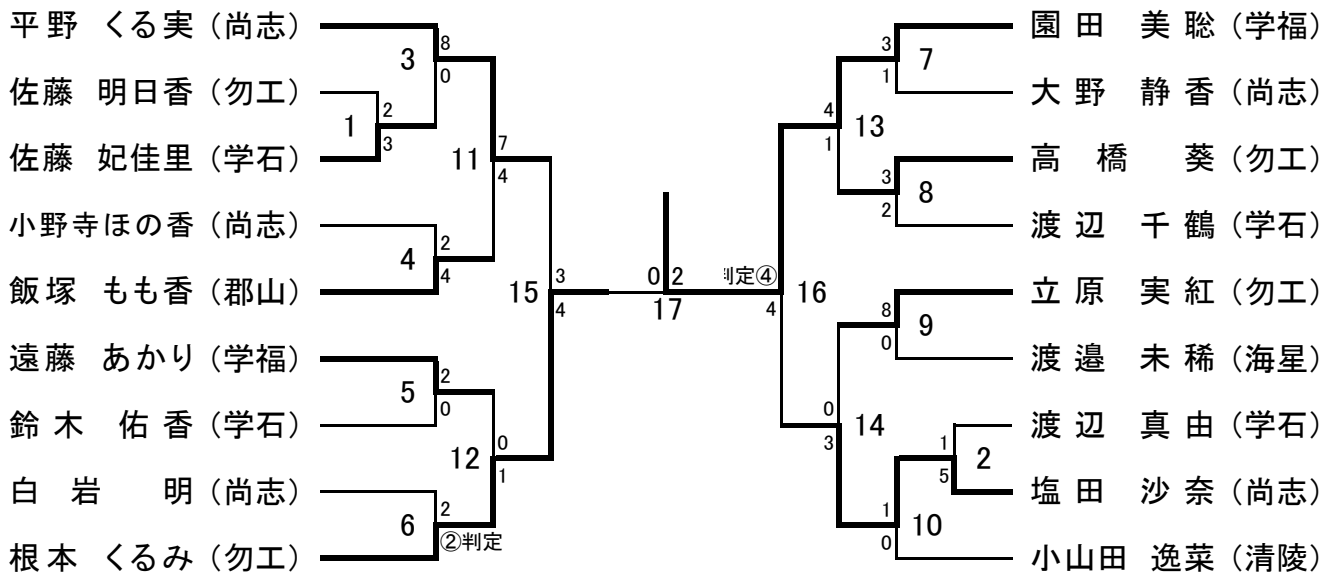 平野 くる実 (尚志)
佐藤 明日香 (勿工)
佐藤 妃佳里 (学石)
小野寺ほの香 (尚志)
飯塚 もも香 (郡山)
遠藤 あかり (学福)
鈴木 佑香 (学石)
白岩 明 (尚志)
根本 くるみ (勿工)
3
8
0
1
2
3
11
7
4
4
2
4
15
3
4
5
2
0
12
0
1
6
2
②判定
0 2
17
判定④
4
16
3
1
7
4
1
13
3
2
8
8
0
9
0
3
14
1
5
2
1
0
10
園田 美聡 (学福)
大野 静香 (尚志)
高橋 葵 (勿工)
渡辺 千鶴 (学石)
立原 実紅 (勿工)
渡邉 未稀 (海星)
渡辺 真由 (学石)
塩田 沙奈 (尚志)
小山田 逸菜 (清陵)